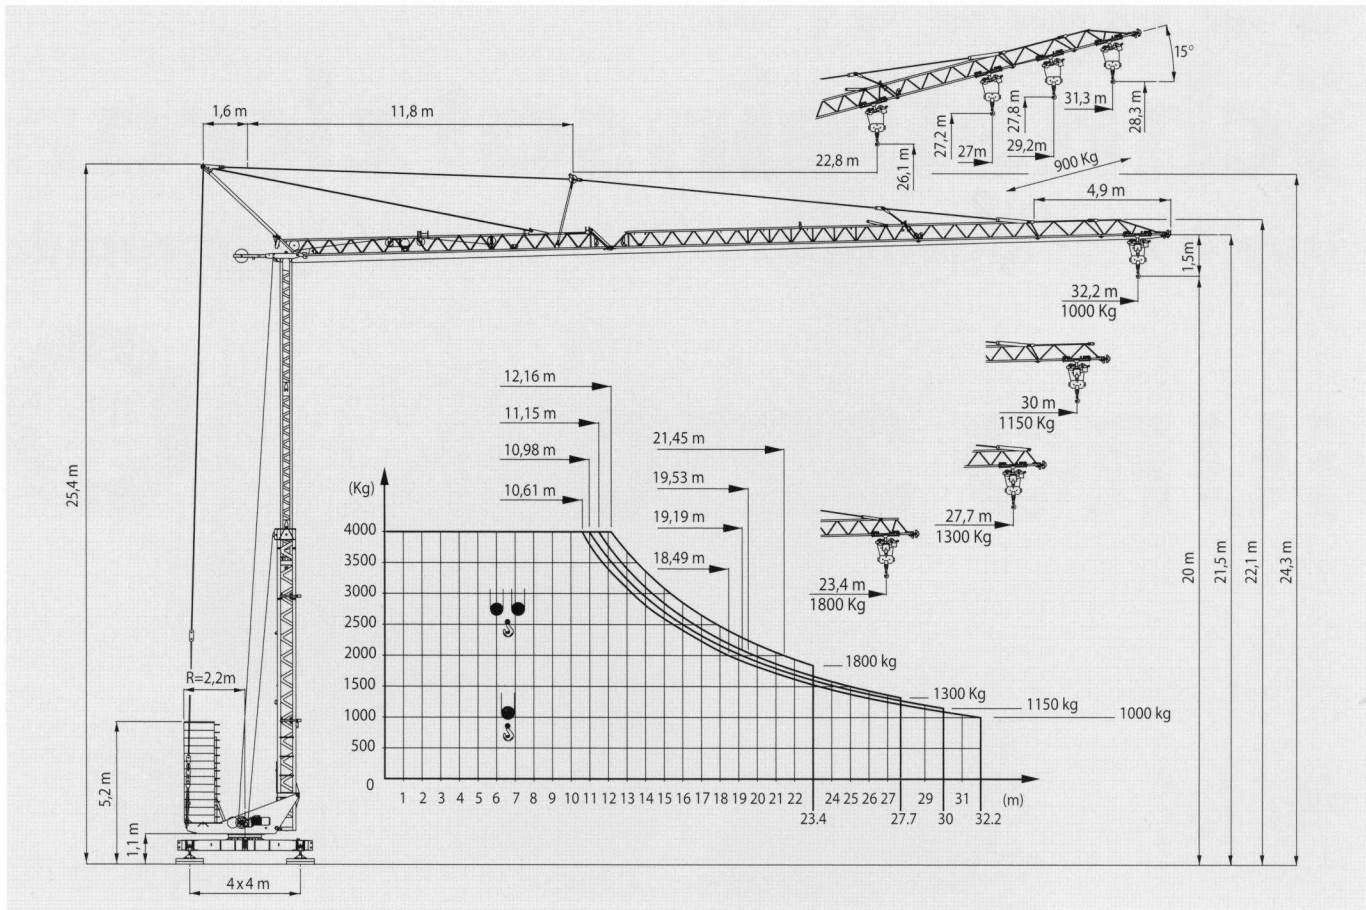 15°
31,3 m
28,3 m
27,8 m
29,2m
27,2 m
27m
22,8 m
26,1 m
900 Kg
1,6 m
11,8 m
4,9 m
1,5m
32,2 m
1000 Kg
30 m
1150 Kg
27,7 m
1300 Kg
23,4 m
1800 Kg
25,4 m
20 m
21,5 m
22,1 m
24,3 m
12,16 m
11,15 m
10,98 m
10,61 m
21,45 m
19,53 m
19,19 m
18,49 m
(Kg)
4000
3500
3000
2500
2000
1500
1000
500
0
1800 kg
1300 Kg
1150 kg
1000 kg
1 2 3 4 5 6 7 8 9 10 11 12 13 14 15 16 17 18 19 20 21 22 24 25 26 27 29 31 (m)
23.4 27.7 30 32.2
R=2,2m
5,2 m
1,1 m
4 x 4 m